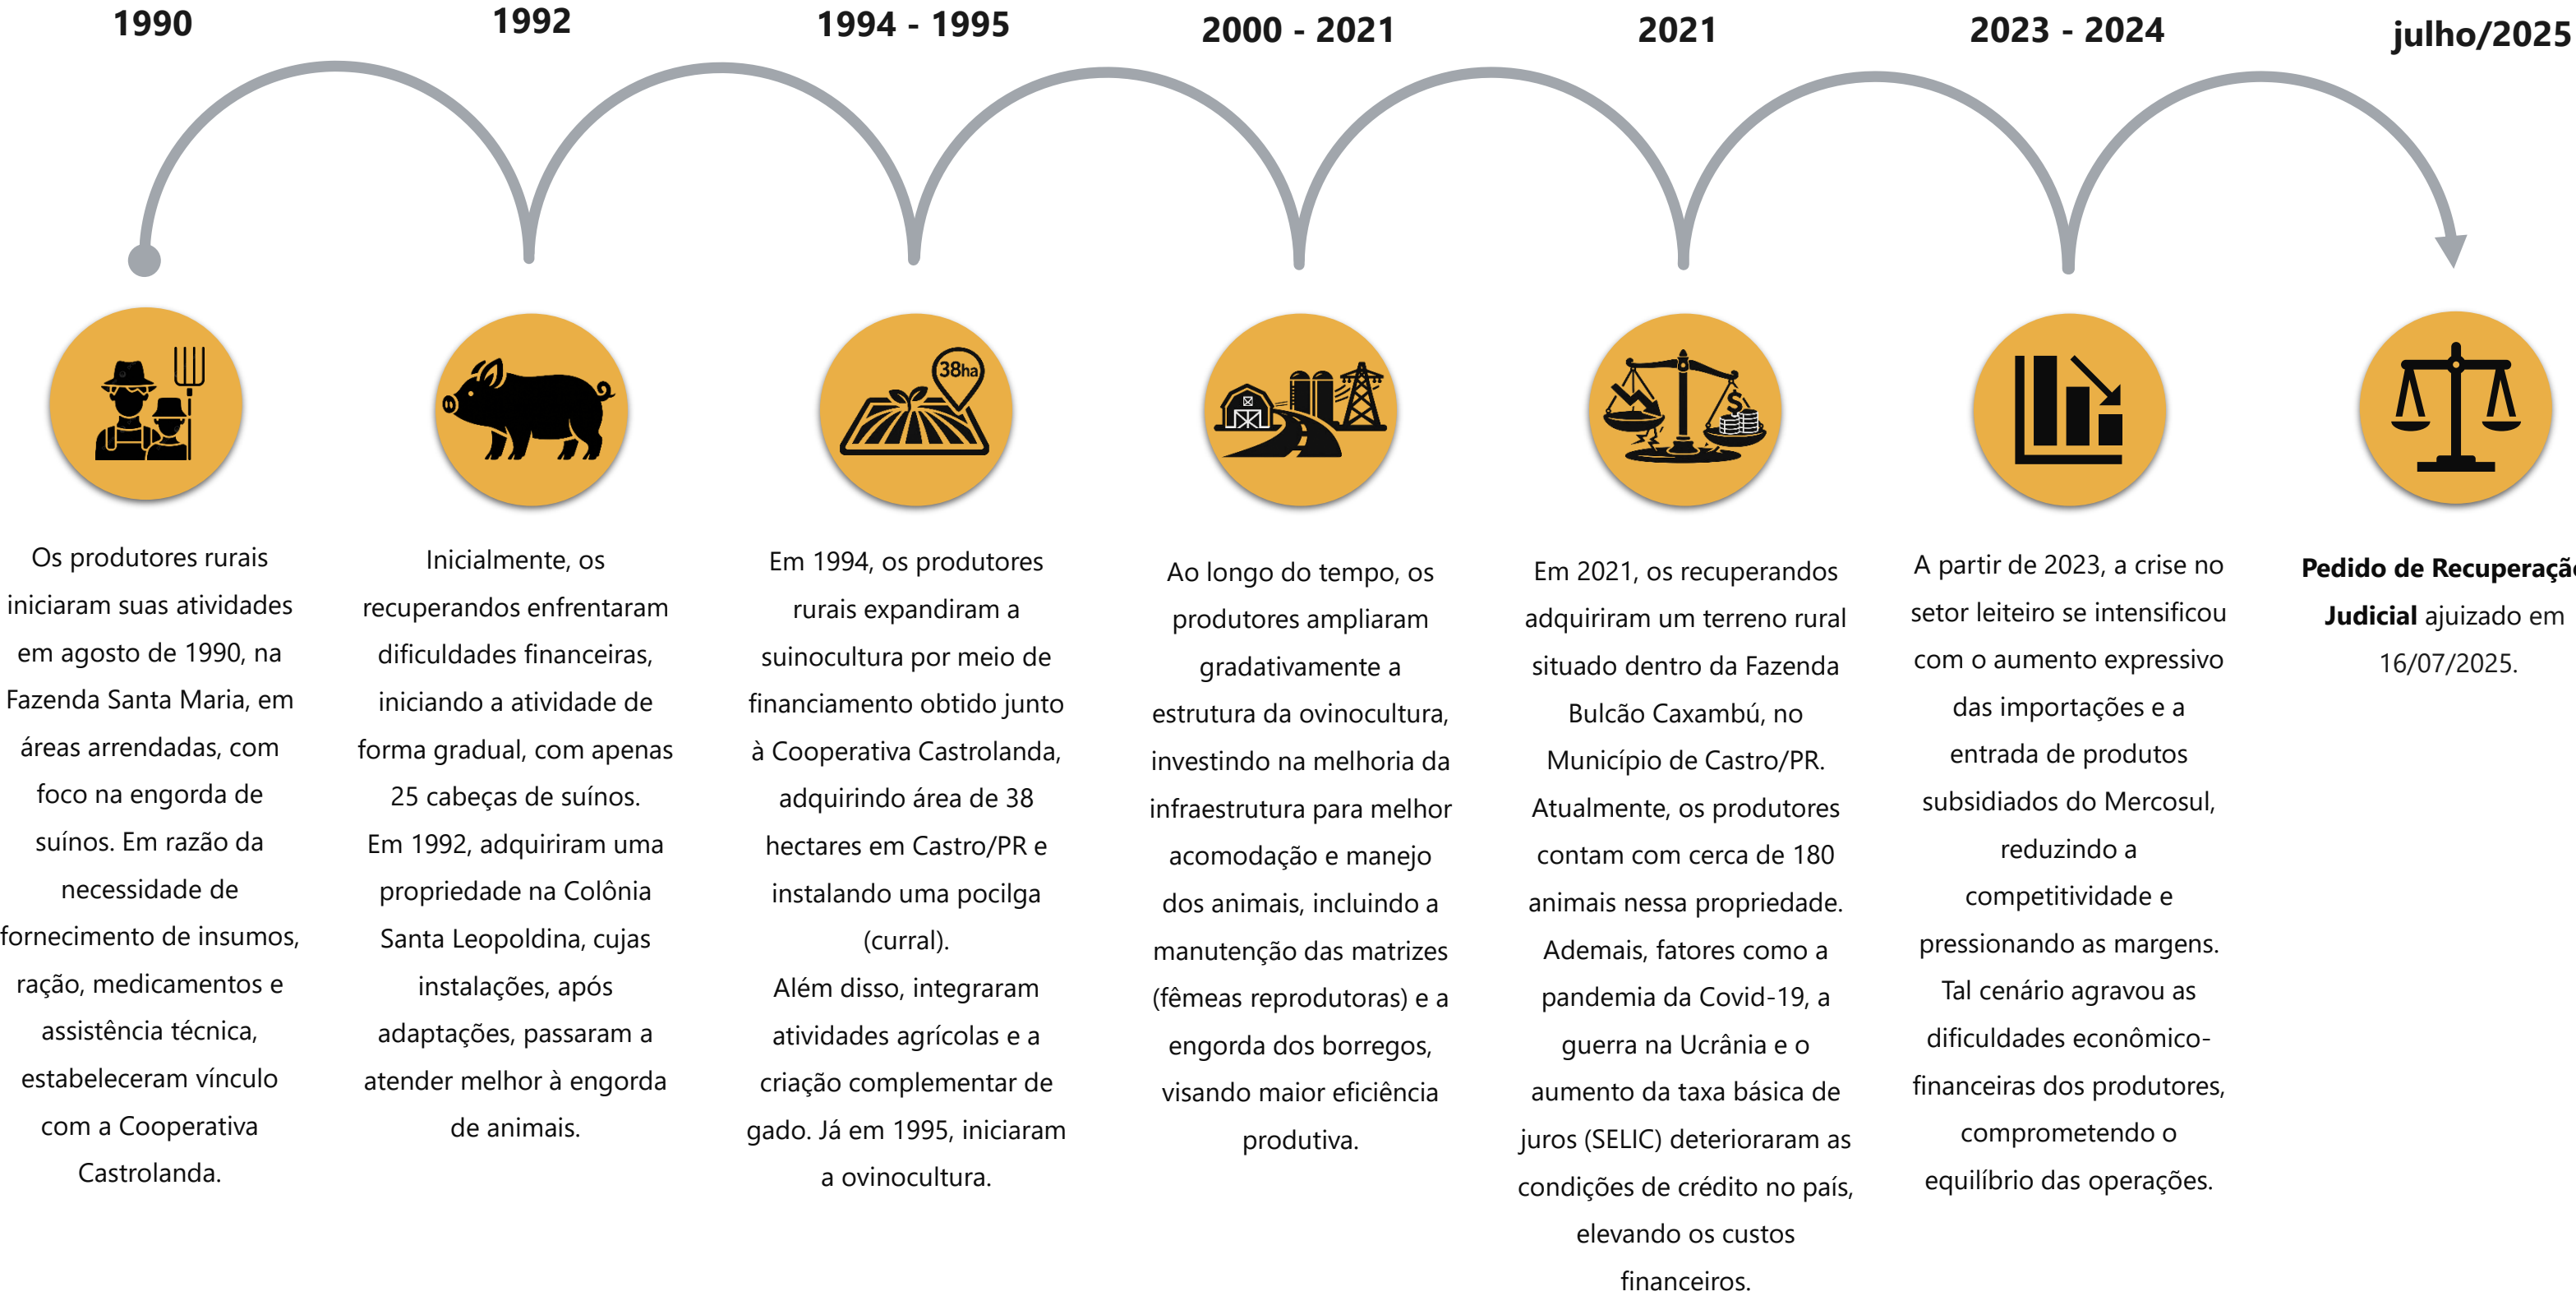 1990
Os produtores rurais
iniciaram suas atividades
em agosto de 1990, na
Fazenda Santa Maria, em
áreas arrendadas, com
foco na engorda de
suínos. Em razão da
necessidade de
fornecimento de insumos,
ração, medicamentos e
assistência técnica,
estabeleceram vínculo
com a Cooperativa
Castrolanda.
1992
Inicialmente, os
recuperandos enfrentaram
dificuldades financeiras,
iniciando a atividade de
forma gradual, com apenas
25 cabeças de suínos.
Em 1992, adquiriram uma
propriedade na Colônia
Santa Leopoldina, cujas
instalações, após
adaptações, passaram a
atender melhor à engorda
de animais.
1994 - 1995
38ha
Em 1994, os produtores
rurais expandiram a
suinocultura por meio de
financiamento obtido junto
à Cooperativa Castrolanda,
adquirindo área de 38
hectares em Castro/PR e
instalando uma pocilga
(curral).
Além disso, integraram
atividades agrícolas e a
criação complementar de
gado. Já em 1995, iniciaram
a ovinocultura.
2000 - 2021
Ao longo do tempo, os
produtores ampliaram
gradativamente a
estrutura da ovinocultura,
investindo na melhoria da
infraestrutura para melhor
acomodação e manejo
dos animais, incluindo a
manutenção das matrizes
(fêmeas reprodutoras) e a
engorda dos borregos,
visando maior eficiência
produtiva.
2021
$
Em 2021, os recuperandos
adquiriram um terreno rural
situado dentro da Fazenda
Bulcão Caxambú, no
Município de Castro/PR.
Atualmente, os produtores
contam com cerca de 180
animais nessa propriedade.
Ademais, fatores como a
pandemia da Covid-19, a
guerra na Ucrânia e o
aumento da taxa básica de
juros (SELIC) deterioraram as
condições de crédito no país,
elevando os custos
financeiros.
2023 - 2024
A partir de 2023, a crise no
setor leiteiro se intensificou
com o aumento expressivo
das importações e a
entrada de produtos
subsidiados do Mercosul,
reduzindo a
competitividade e
pressionando as margens.
Tal cenário agravou as
dificuldades econômico-
financeiras dos produtores,
comprometendo o
equilíbrio das operações.
julho/2025
Pedido de Recuperação
Judicial ajuizado em
16/07/2025.